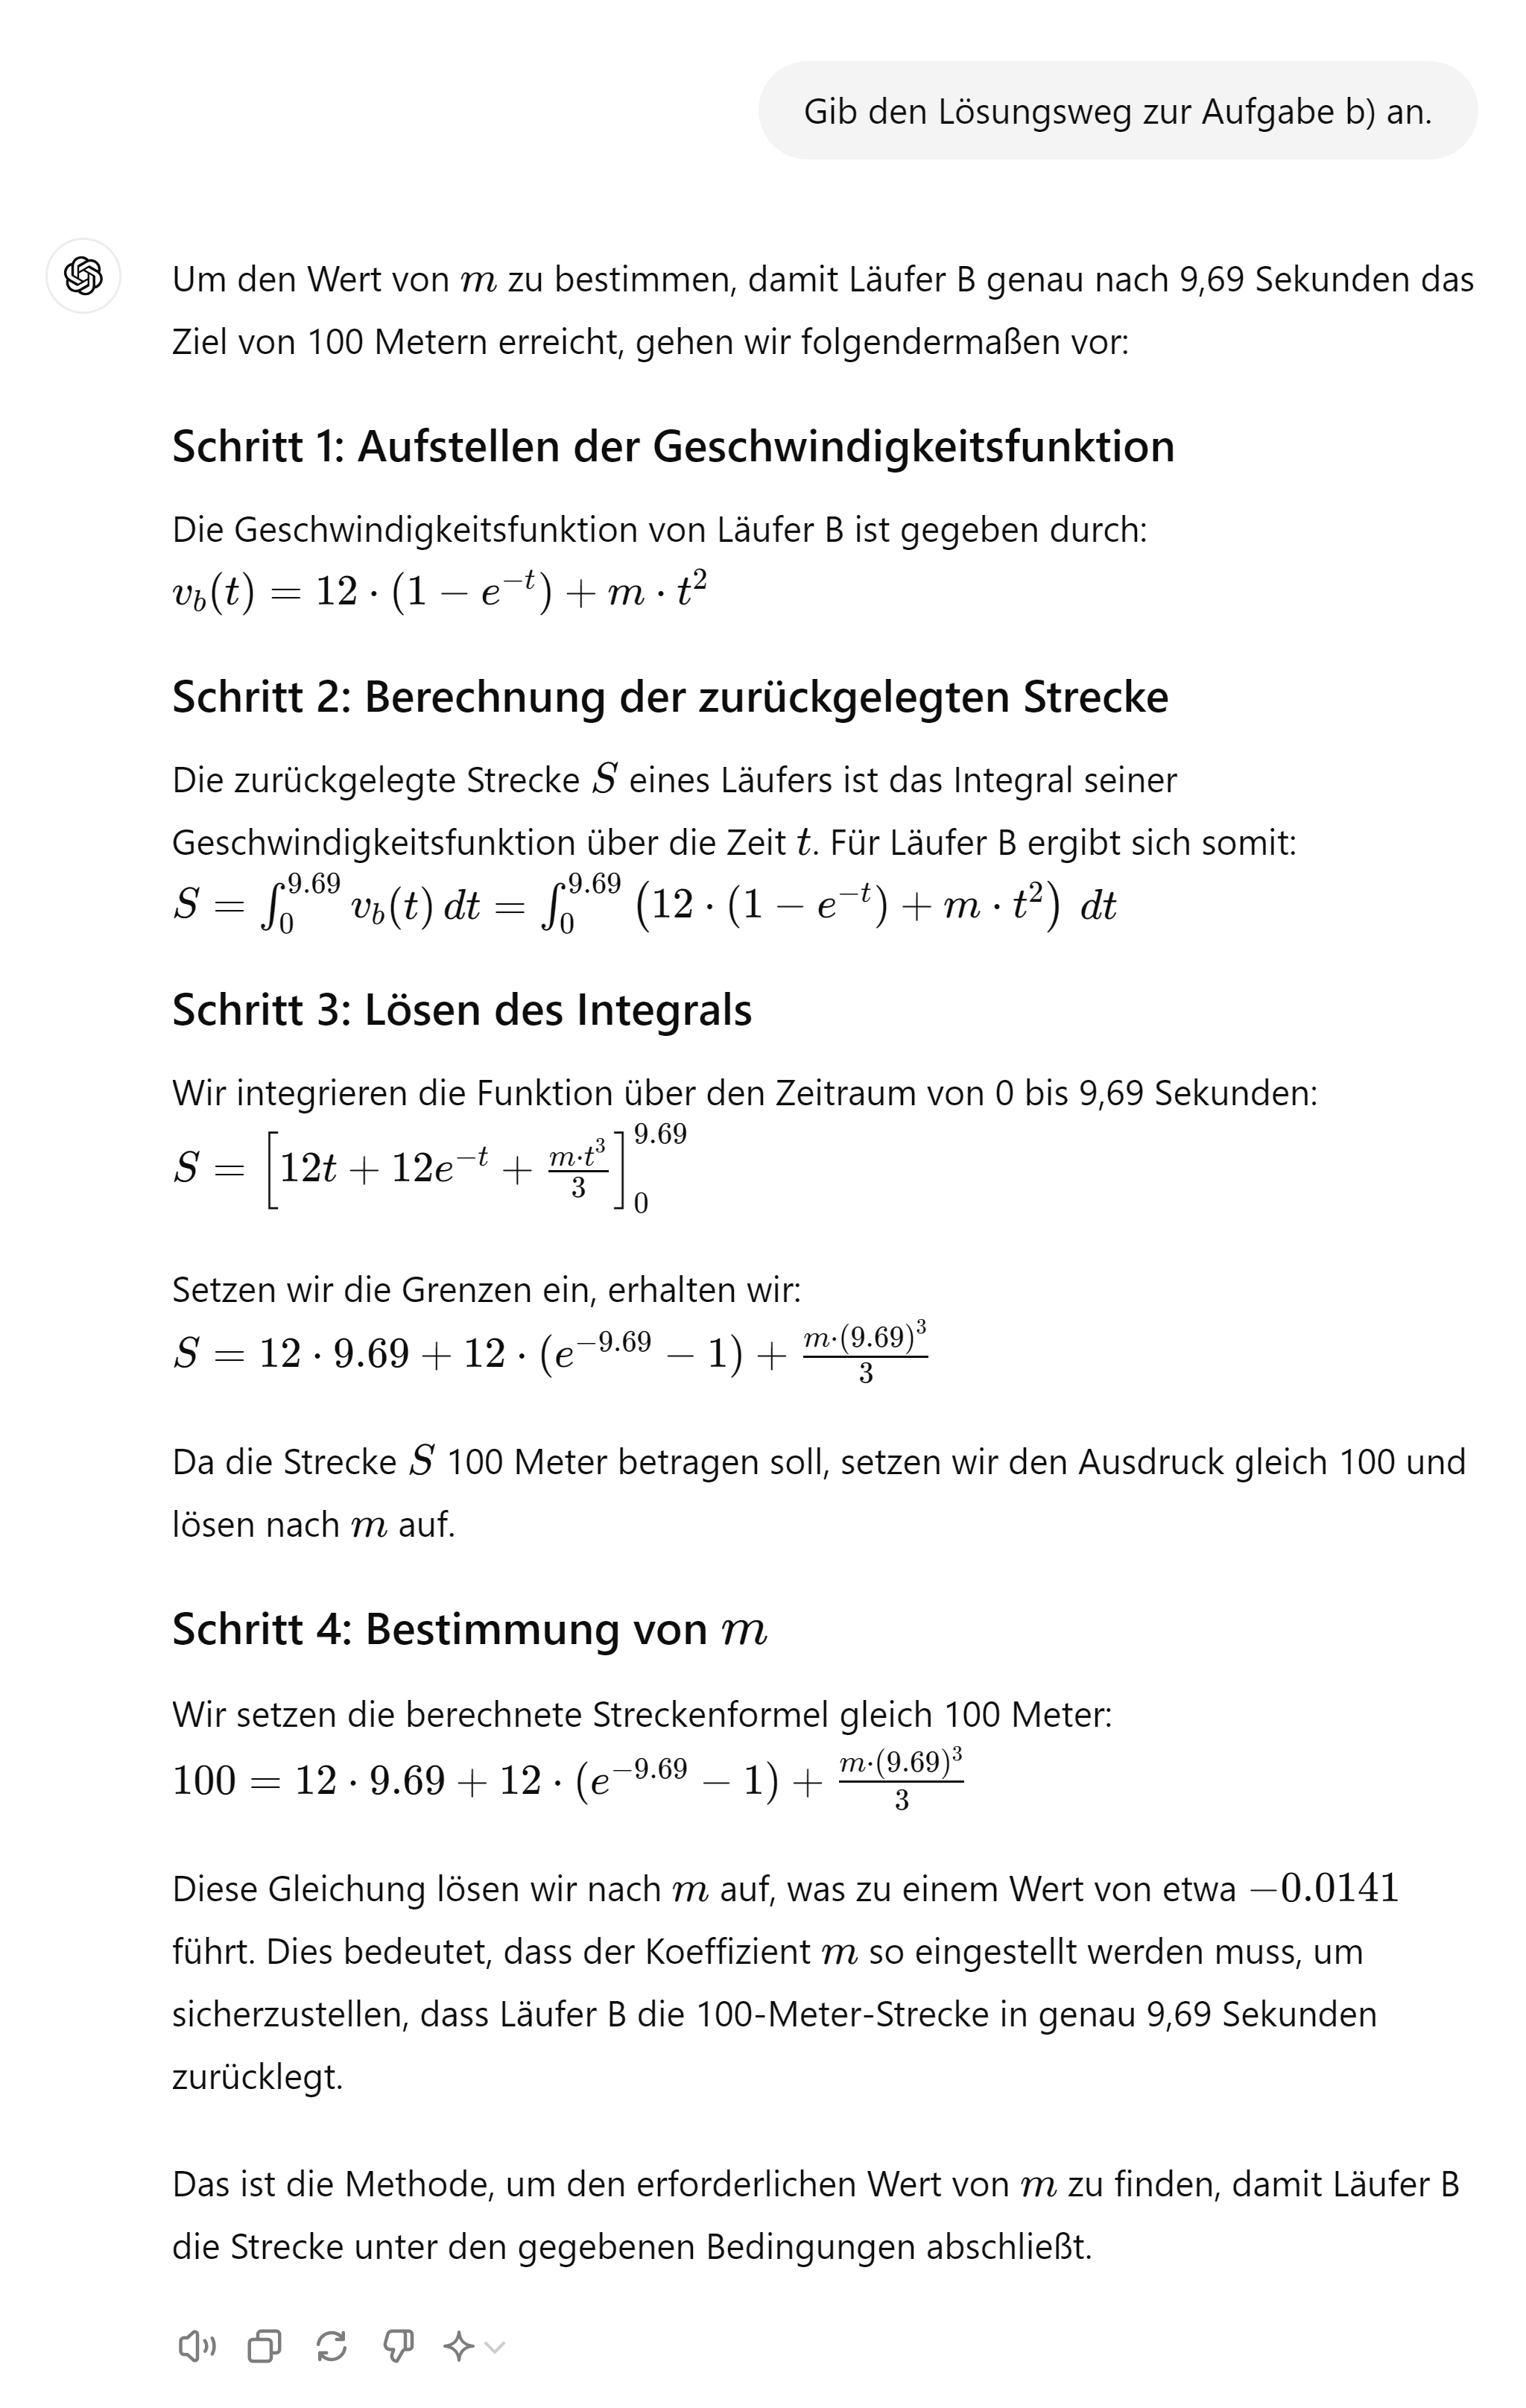 Gib den Lösungsweg zur Aufgabe b) an.
Um den Wert von m zu bestimmen, damit Läufer B genau nach 9,69 Sekunden das
Ziel von 100 Metern erreicht, gehen wir folgendermaßen vor:
Schritt 1: Aufstellen der Geschwindigkeitsfunktion
Die Geschwindigkeitsfunktion von Läufer B ist gegeben durch:
$v_b(t) = 12 \cdot (1 - e^{-t}) + m \cdot t^2$
Schritt 2: Berechnung der zurückgelegten Strecke
Die zurückgelegte Strecke S eines Läufers ist das Integral seiner
Geschwindigkeitsfunktion über die Zeit t. Für Läufer B ergibt sich somit:
$S = \int_0^{9.69} v_b(t)\,dt = \int_0^{9.69} \left(12 \cdot (1 - e^{-t}) + m \cdot t^2\right)\,dt$
Schritt 3: Lösen des Integrals
Wir integrieren die Funktion über den Zeitraum von 0 bis 9,69 Sekunden:
$S = \left[12t + 12e^{-t} + \frac{m \cdot t^3}{3}\right]_0^{9.69}$
Setzen wir die Grenzen ein, erhalten wir:
$S = 12 \cdot 9.69 + 12 \cdot (e^{-9.69} - 1) + \frac{m \cdot (9.69)^3}{3}$
Da die Strecke S 100 Meter betragen soll, setzen wir den Ausdruck gleich 100 und
lösen nach m auf.
Schritt 4: Bestimmung von m
Wir setzen die berechnete Streckenformel gleich 100 Meter:
$100 = 12 \cdot 9.69 + 12 \cdot (e^{-9.69} - 1) + \frac{m \cdot (9.69)^3}{3}$
Diese Gleichung lösen wir nach m auf, was zu einem Wert von etwa −0.0141
führt. Dies bedeutet, dass der Koeffizient m so eingestellt werden muss, um
sicherzustellen, dass Läufer B die 100-Meter-Strecke in genau 9,69 Sekunden
zurücklegt.
Das ist die Methode, um den erforderlichen Wert von m zu finden, damit Läufer B
die Strecke unter den gegebenen Bedingungen abschließt.